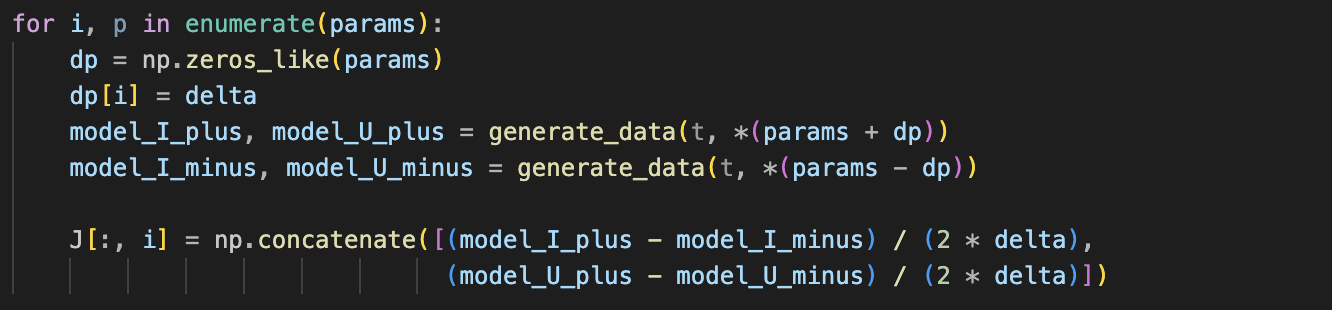 for i, p in enumerate(params):
    dp = np.zeros_like(params)
    dp[i] = delta
    model_I_plus, model_U_plus = generate_data(t, *(params + dp))
    model_I_minus, model_U_minus = generate_data(t, *(params - dp))

    J[:, i] = np.concatenate([(model_I_plus - model_I_minus) / (2 * delta),
                              (model_U_plus - model_U_minus) / (2 * delta)])